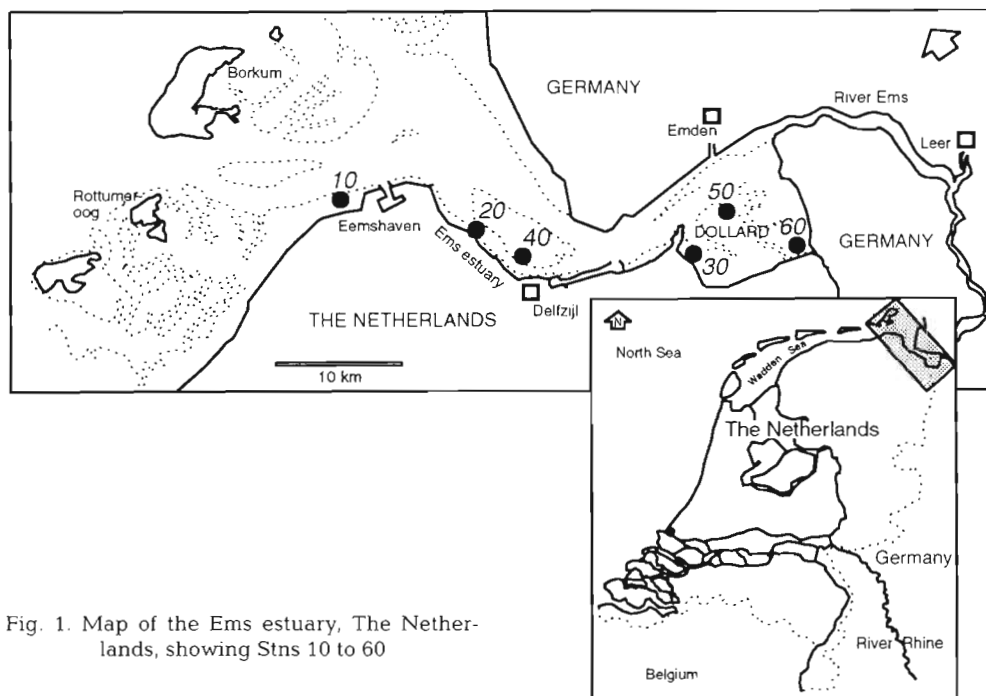 Borkum
GERMANY
River Ems
Emden
Leer
Rottumer-
oog
10
Eemshaven
20
Ems estuary
40
50
DOLLARD
60
30
GERMANY
THE NETHERLANDS
Delfzijl
10 km
N
North Sea
Wadden Sea
The Netherlands
Germany
River Rhine
Belgium
Fig. 1. Map of the Ems estuary, The Nether-
lands, showing Stns 10 to 60